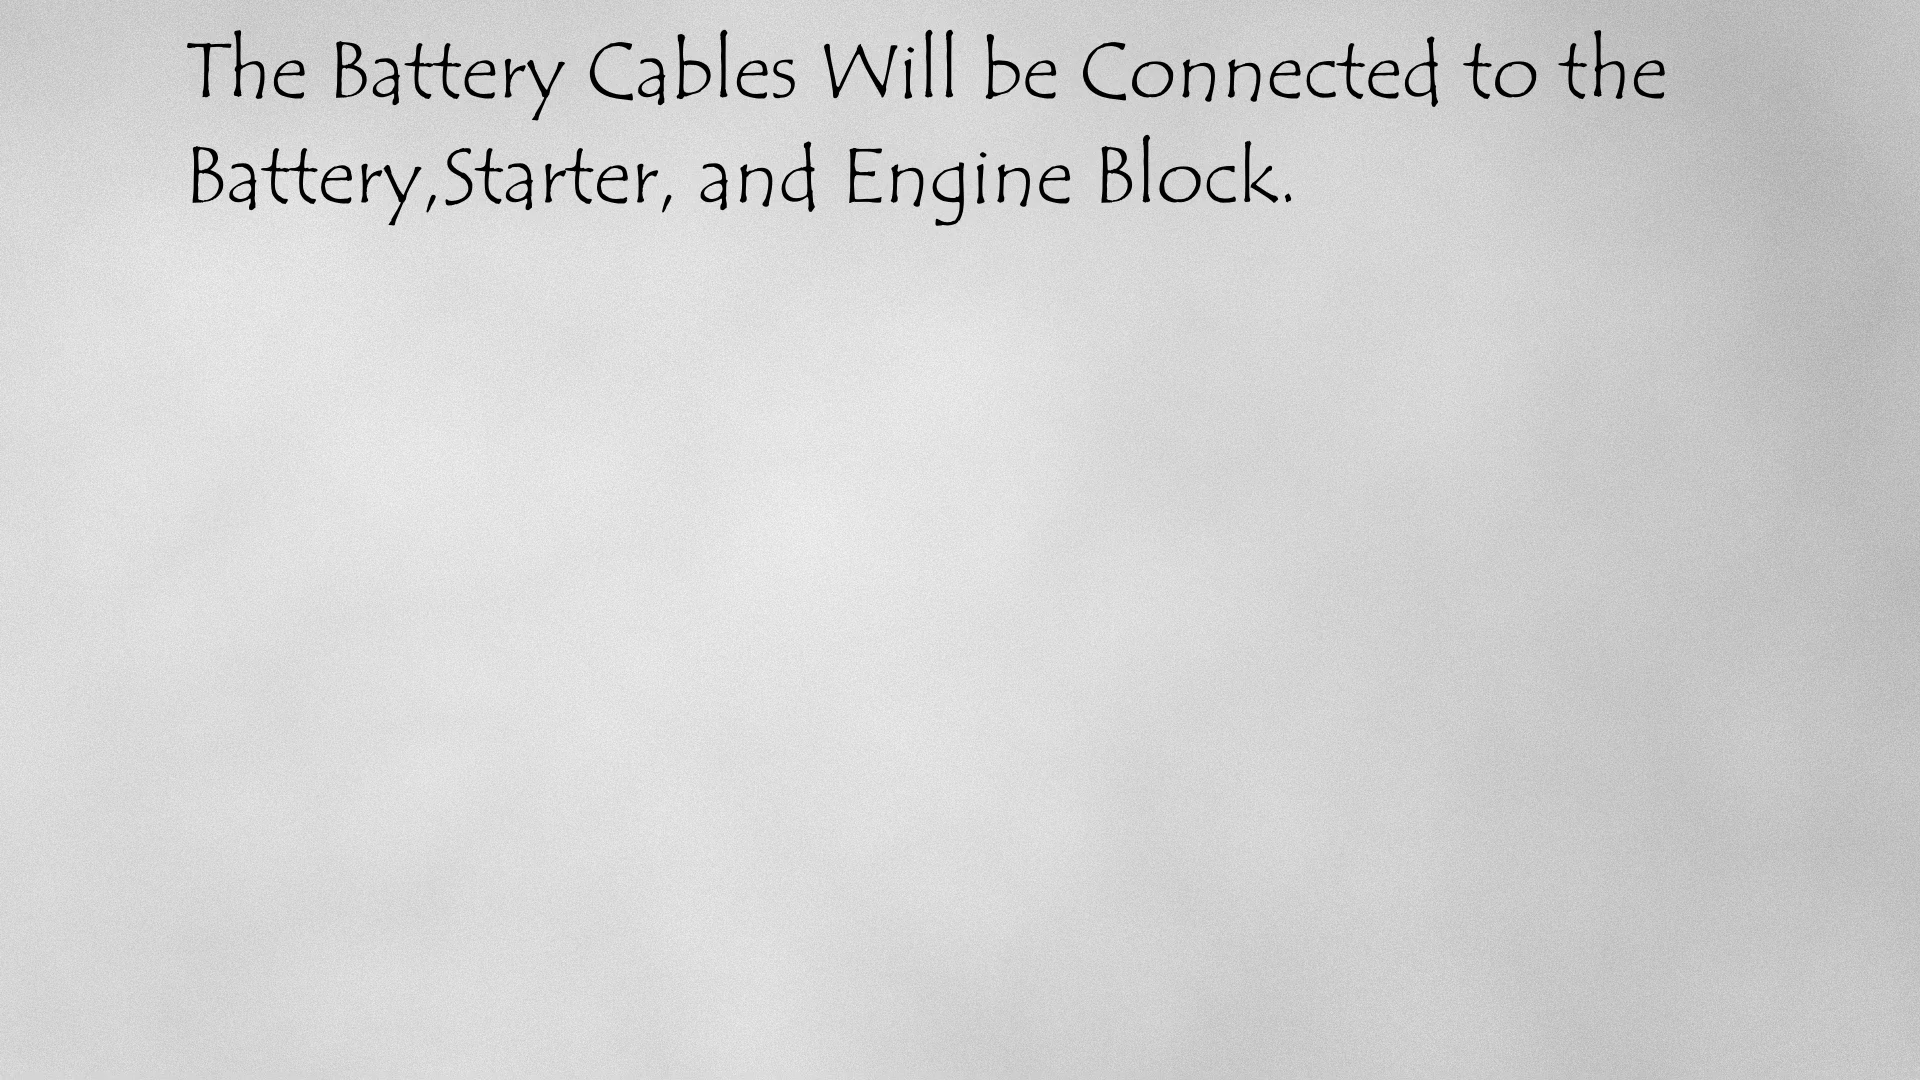 The Battery Cables Will be Connected to the
Battery,Starter, and Engine Block.